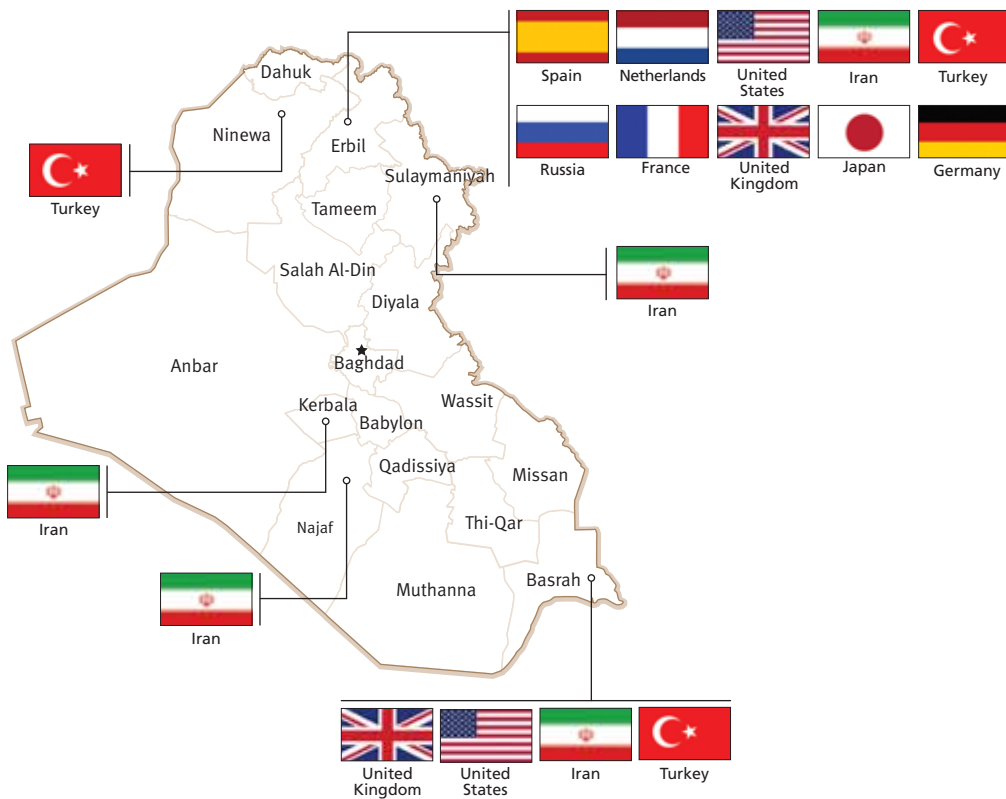 Spain
Netherlands
United
States
Iran
Turkey
Russia
France
United
Kingdom
Japan
Germany
Dahuk
Ninewa
Erbil
Turkey
Sulaymaniyah
Tameem
Salah Al-Din
Iran
Diyala
Anbar
Baghdad
Kerbala
Babylon
Wassit
Qadissiya
Missan
Iran
Najaf
Thi-Qar
Muthanna
Basrah
Iran
United
Kingdom
United
States
Iran
Turkey